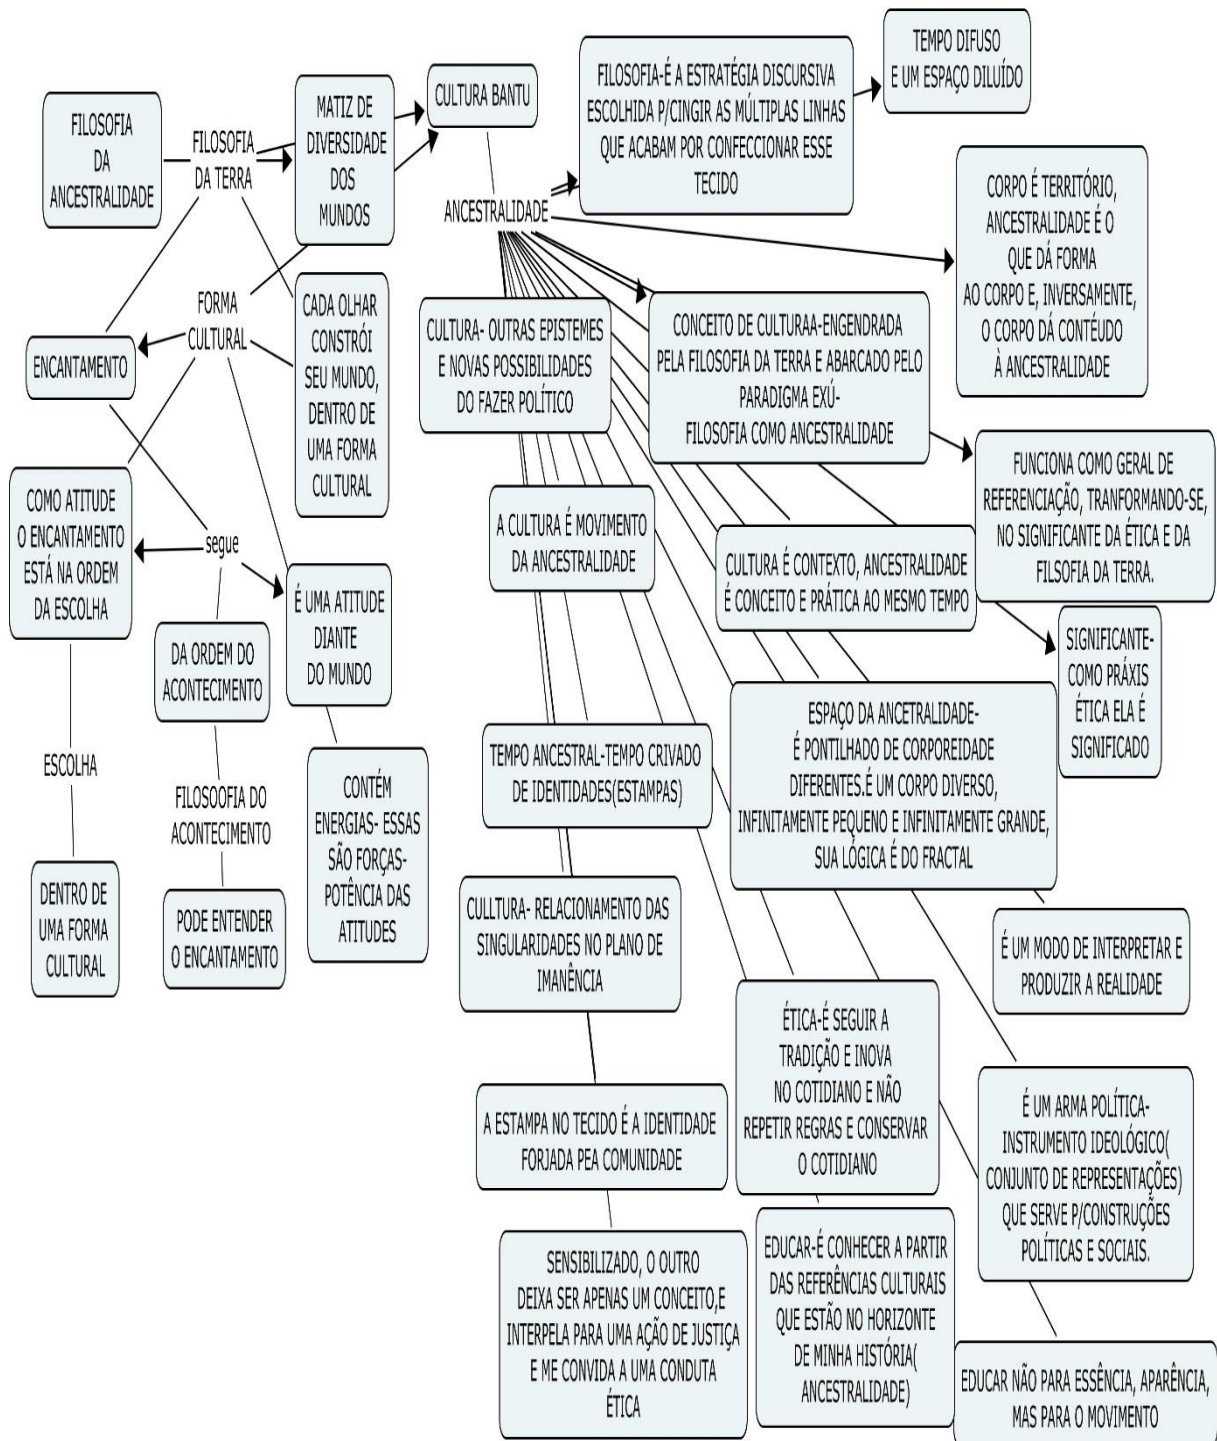 FILOSOFIA
DA
ANCESTRALIDADE
FILOSOFIA
DA TERRA
MATIZ DE
DIVERSIDADE
DOS
MUNDOS
CULTURA BANTU
ANCESTRALIDADE
FILOSOFIA-É A ESTRATÉGIA DISCURSIVA
ESCOLHIDA P/CINGIR AS MÚLTIPLAS LINHAS
QUE ACABAM POR CONFECCIONAR ESSE
TECIDO
TEMPO DIFUSO
E UM ESPAÇO DILUÍDO
CORPO É TERRITÓRIO,
ANCESTRALIDADE É O
QUE DÁ FORMA
AO CORPO E, INVERSAMENTE,
O CORPO DÁ CONTÉUDO
À ANCESTRALIDADE
FORMA
CULTURAL
ENCANTAMENTO
CADA OLHAR
CONSTRÓI
SEU MUNDO,
DENTRO DE
UMA FORMA
CULTURAL
CULTURA- OUTRAS EPISTEMES
E NOVAS POSSIBILIDADES
DO FAZER POLÍTICO
CONCEITO DE CULTURAA-ENGENDRADA
PELA FILOSOFIA DA TERRA E ABARCADO PELO
PARADIGMA EXÚ-
FILOSOFIA COMO ANCESTRALIDADE
FUNCIONA COMO GERAL DE
REFERENCIAÇÃO, TRANFORMANDO-SE,
NO SIGNIFICANTE DA ÉTICA E DA
FILSOFIA DA TERRA.
COMO ATITUDE
O ENCANTAMENTO
ESTÁ NA ORDEM
DA ESCOLHA
segue
É UMA ATITUDE
DIANTE
DO MUNDO
A CULTURA É MOVIMENTO
DA ANCESTRALIDADE
CULTURA É CONTEXTO, ANCESTRALIDADE
É CONCEITO E PRÁTICA AO MESMO TEMPO
SIGNIFICANTE-
COMO PRÁXIS
ÉTICA ELA É
SIGNIFICADO
DA ORDEM DO
ACONTECIMENTO
ESCOLHA
FILOSOOFIA DO
ACONTECIMENTO
CONTÉM
ENERGIAS- ESSAS
SÃO FORÇAS-
POTÊNCIA DAS
ATITUDES
TEMPO ANCESTRAL-TEMPO CRIVADO
DE IDENTIDADES(ESTAMPAS)
ESPAÇO DA ANCETRALIDADE-
É PONTILHADO DE CORPOREIDADE
DIFERENTES.É UM CORPO DIVERSO,
INFINITAMENTE PEQUENO E INFINITAMENTE GRANDE,
SUA LÓGICA É DO FRACTAL
DENTRO DE
UMA FORMA
CULTURAL
PODE ENTENDER
O ENCANTAMENTO
CULLTURA- RELACIONAMENTO DAS
SINGULARIDADES NO PLANO DE
IMANÊNCIA
É UM MODO DE INTERPRETAR E
PRODUZIR A REALIDADE
ÉTICA-É SEGUIR A
TRADIÇÃO E INOVA
NO COTIDIANO E NÃO
REPETIR REGRAS E CONSERVAR
O COTIDIANO
A ESTAMPA NO TECIDO É A IDENTIDADE
FORJADA PEA COMUNIDADE
É UM ARMA POLÍTICA-
INSTRUMENTO IDEOLÓGICO(
CONJUNTO DE REPRESENTAÇÕES)
QUE SERVE P/CONSTRUÇÕES
POLÍTICAS E SOCIAIS.
SENSIBILIZADO, O OUTRO
DEIXA SER APENAS UM CONCEITO,E
INTERPELA PARA UMA AÇÃO DE JUSTIÇA
E ME CONVIDA A UMA CONDUTA
ÉTICA
EDUCAR-É CONHECER A PARTIR
DAS REFERÊNCIAS CULTURAIS
QUE ESTÃO NO HORIZONTE
DE MINHA HISTÓRIA(
ANCESTRALIDADE)
EDUCAR NÃO PARA ESSÊNCIA, APARÊNCIA,
MAS PARA O MOVIMENTO